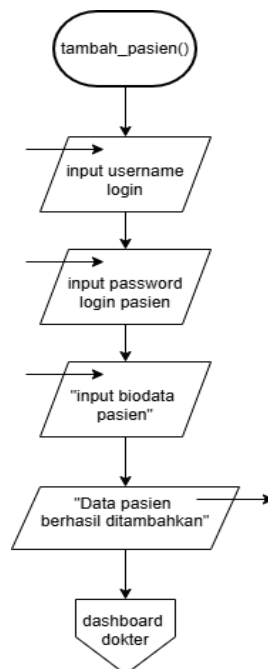 tambah_pasien()
input username
login
input password
login pasien
"input biodata
pasien"
"Data pasien
berhasil ditambahkan"
dashboard
dokter